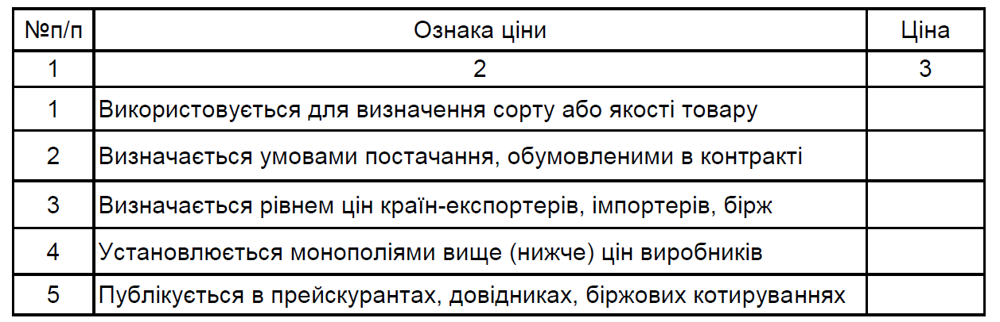 №п/п Ознака ціни Ціна
1 2 3
1 Використовується для визначення сорту або якості товару
2 Визначається умовами постачання, обумовленими в контракті
3 Визначається рівнем цін країн-експортерів, імпортерів, бірж
4 Установлюється монополіями вище (нижче) цін виробників
5 Публікується в прейскурантах, довідниках, біржових котируваннях